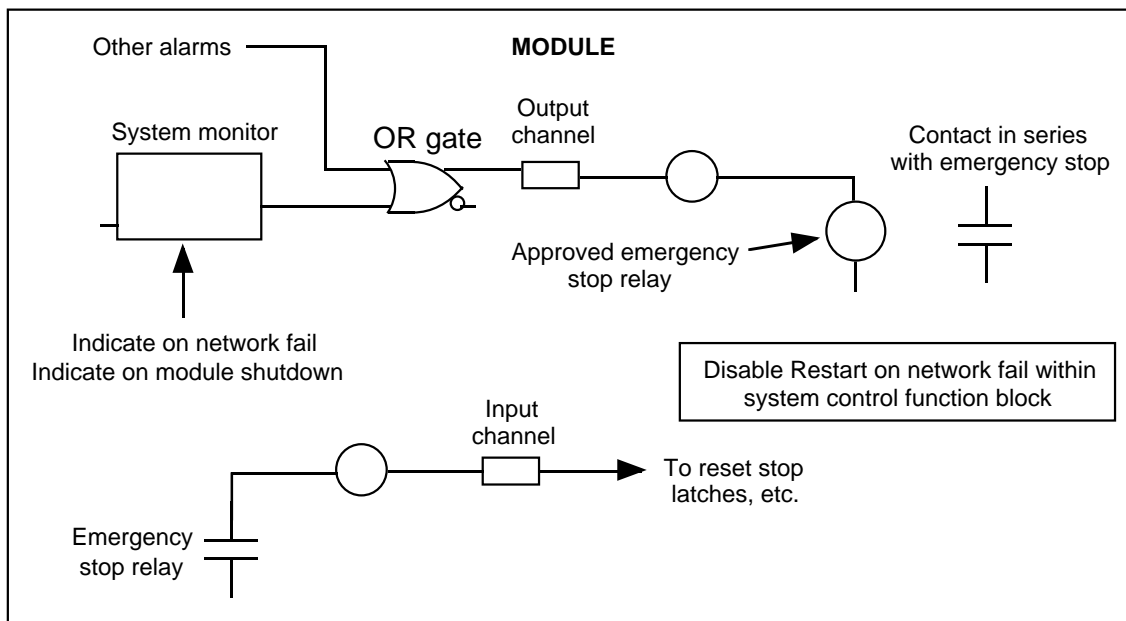 Other alarms
MODULE
System monitor
OR gate
Output
channel
Contact in series
with emergency stop
Approved emergency
stop relay
Indicate on network fail
Indicate on module shutdown
Disable Restart on network fail within
system control function block
Input
channel
To reset stop
latches, etc.
Emergency
stop relay